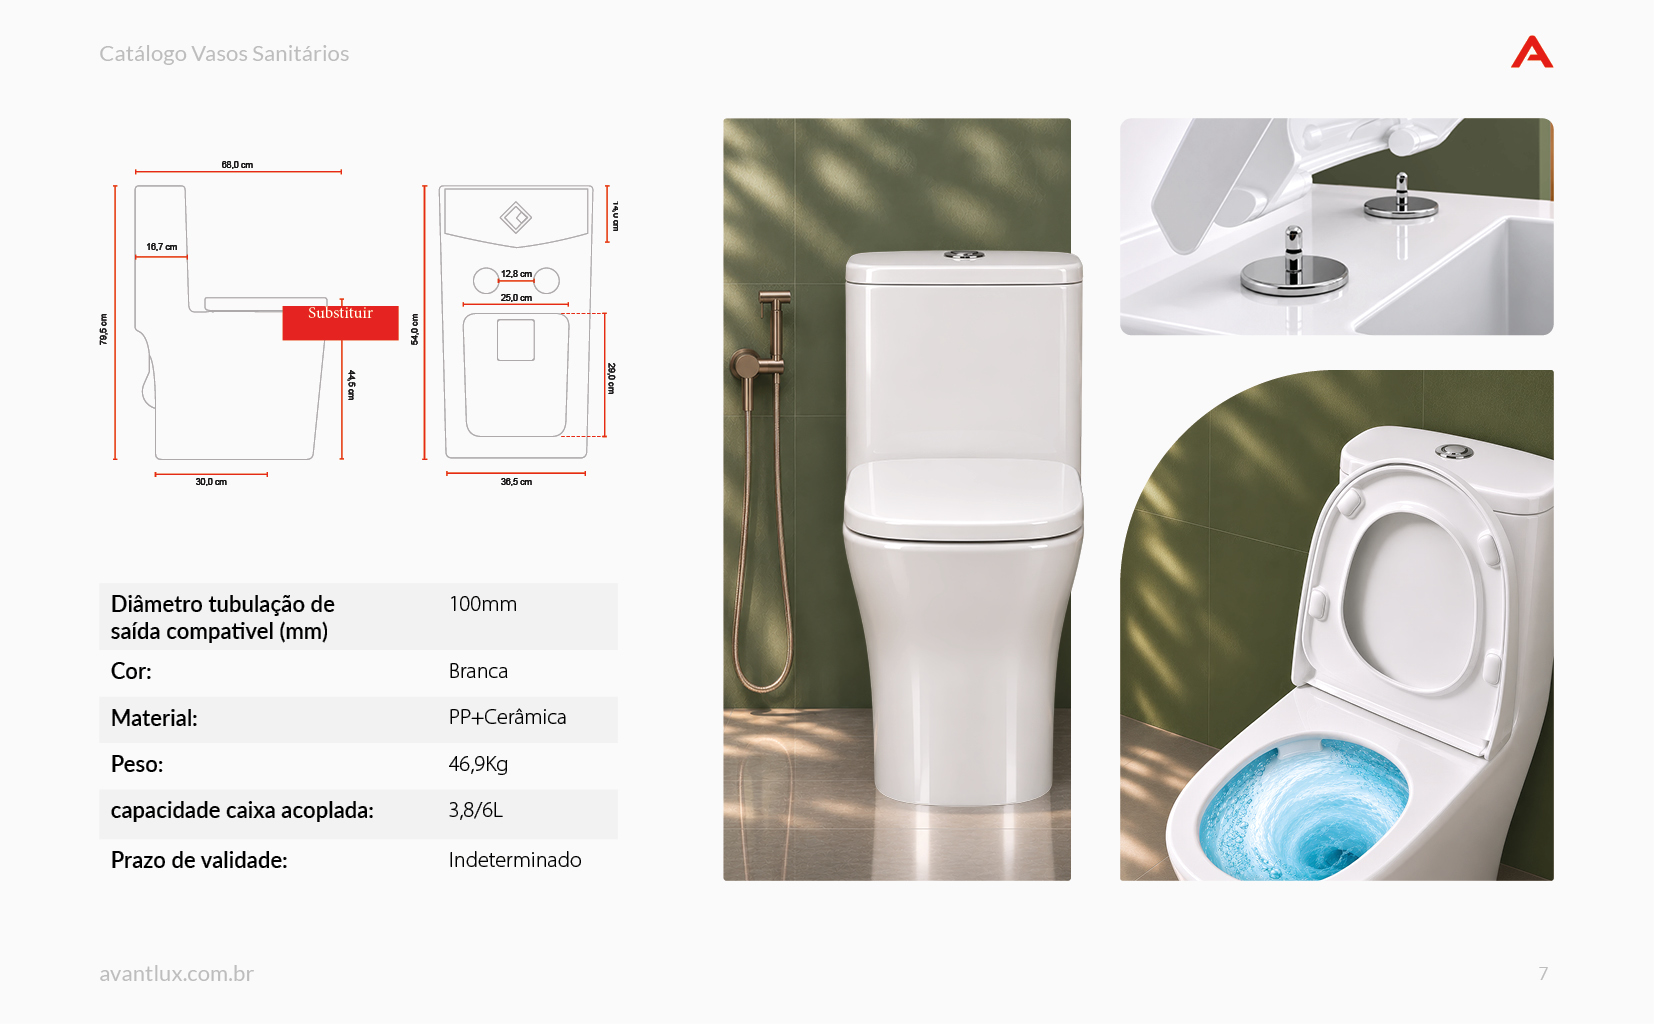 Catálogo Vasos Sanitários
68,0 cm
16,7 cm
79,5 cm
Substituir
44,5 cm
30,0 cm
54,0 cm
14,0 cm
12,8 cm
25,0 cm
29,0 cm
36,5 cm
Diâmetro tubulação de
saída compativel (mm)
100mm
Cor:
Branca
Material:
PP+Cerâmica
Peso:
46,9Kg
capacidade caixa acoplada:
3,8/6L
Prazo de validade:
Indeterminado
avantlux.com.br
7